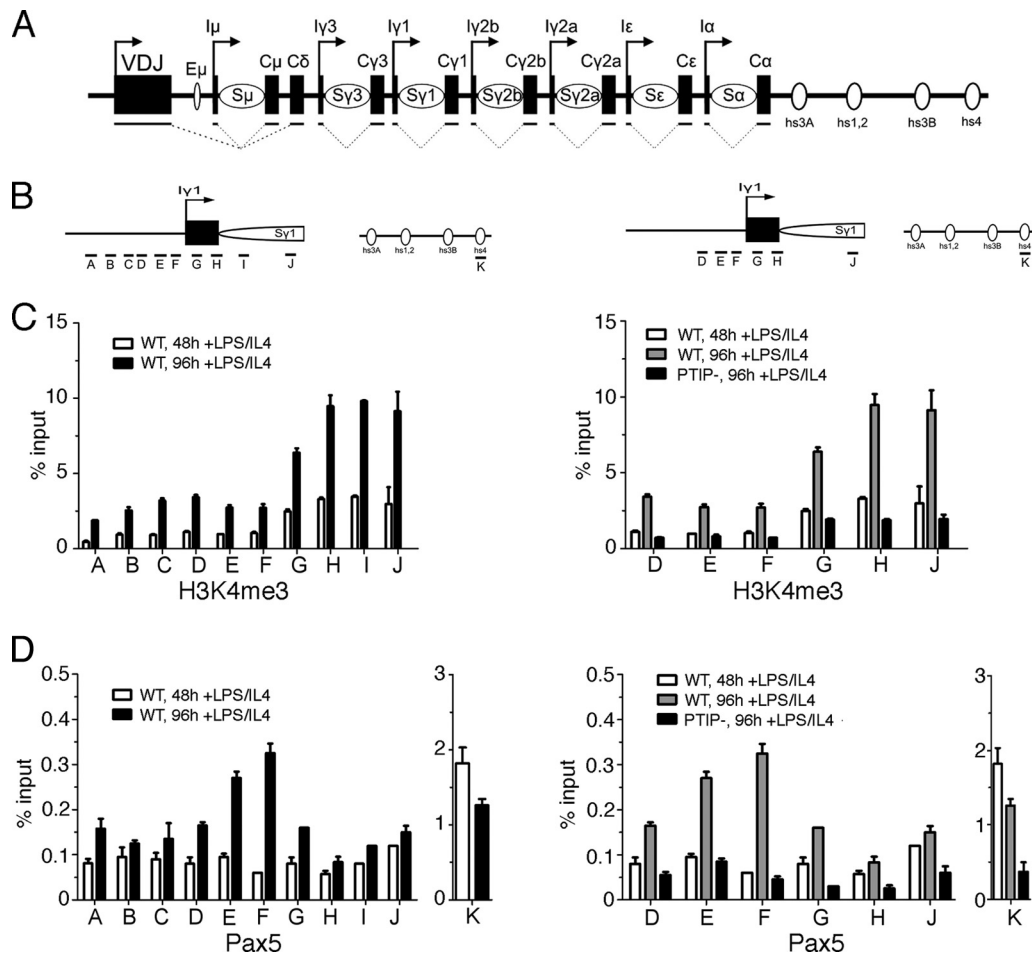 A
Iμ Iγ3 Iγ1 Iγ2b Iγ2a Iε Iα
VDJ Eμ Cμ Cδ Cγ3 Cγ1 Cγ2b Cγ2a Cε Cα
Sμ Sγ3 Sγ1 Sγ2b Sγ2a Sε Sα
hs3A hs1,2 hs3B hs4
B
Iγ1
Sγ1
hs3A hs1,2 hs3B hs4
A B C D E F G H I J K
Iγ1
Sγ1
hs3A hs1,2 hs3B hs4
D E F G H J K
C
15
10
5
0
% input
WT, 48h +LPS/IL4
WT, 96h +LPS/IL4
A B C D E F G H I J
H3K4me3
15
10
5
0
% input
WT, 48h +LPS/IL4
WT, 96h +LPS/IL4
PTIP-, 96h +LPS/IL4
D E F G H J
H3K4me3
D
0.5
0.4
0.3
0.2
0.1
0
% input
WT, 48h +LPS/IL4
WT, 96h +LPS/IL4
A B C D E F G H I J
Pax5
3
2
1
0
K
0.5
0.4
0.3
0.2
0.1
0
% input
WT, 48h +LPS/IL4
WT, 96h +LPS/IL4
PTIP-, 96h +LPS/IL4
D E F G H J
Pax5
3
2
1
0
K